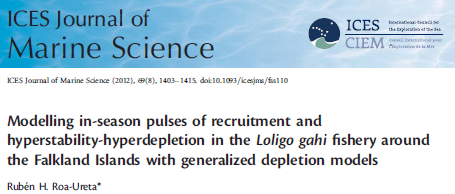 ICES Journal of
Marine Science
ICES
CIEM
International Council for
the Exploration of the Sea
Conseil International pour
l'Exploration de la Mer
ICES Journal of Marine Science (2012), 69(8), 1403–1415. doi:10.1093/icesjms/fss110
Modelling in-season pulses of recruitment and
hyperstability-hyperdepletion in the Loligo gahi fishery around
the Falkland Islands with generalized depletion models
Rubén H. Roa-Ureta*